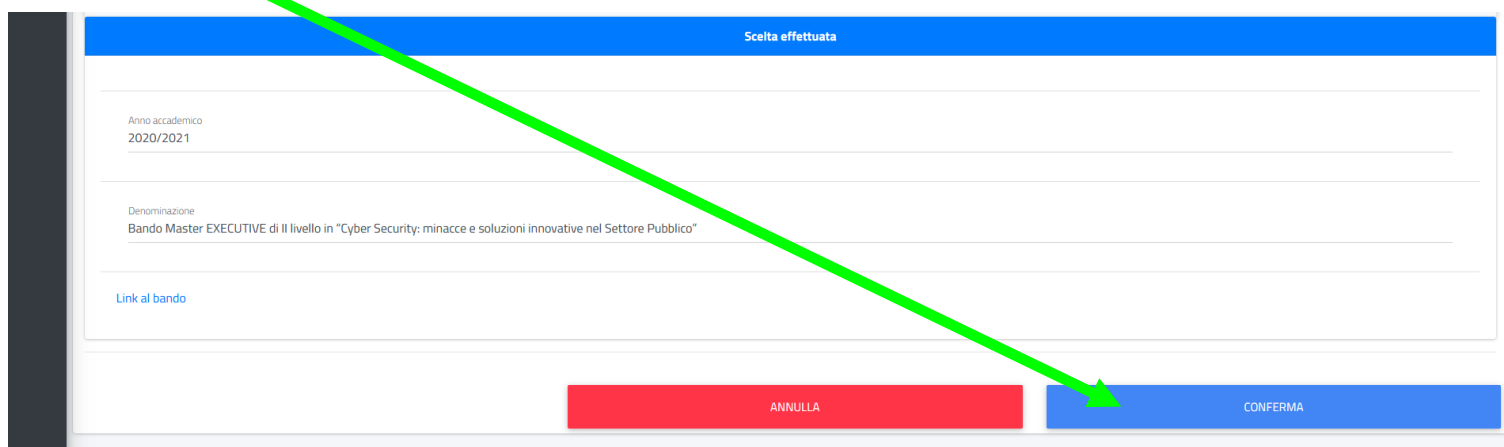 Scelta effettuata
Anno accademico
2020/2021
Denominazione
Bando Master EXECUTIVE di II livello in “Cyber Security: minacce e soluzioni innovative nel Settore Pubblico”
Link al bando
ANNULLA
CONFERMA